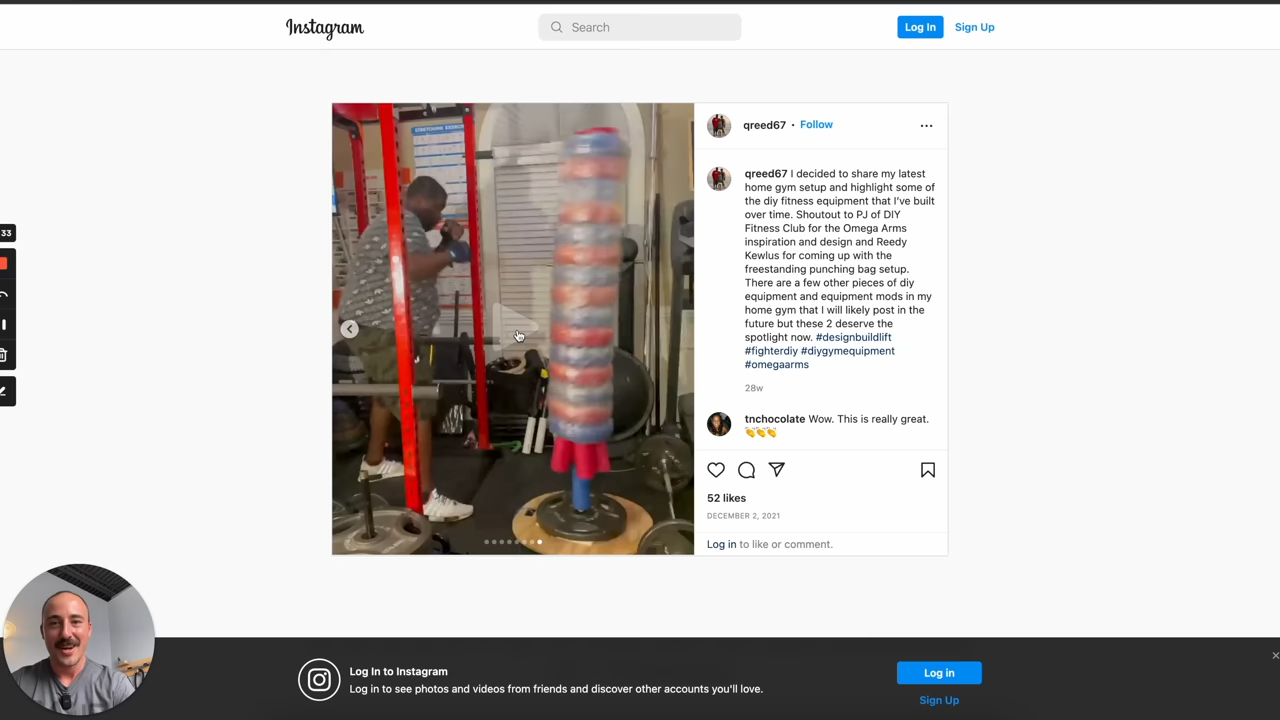 Instagram
Search
Log In
Sign Up
STRETCHING EXERCISE
qreed67 • Follow
qreed67 I decided to share my latest
home gym setup and highlight some of
the diy fitness equipment that I've built
over time. Shoutout to PJ of DIY
Fitness Club for the Omega Arms
inspiration and design and Reedy
Kewlus for coming up with the
freestanding punching bag setup.
There are a few other pieces of diy
equipment and equipment mods in my
home gym that I will likely post in the
future but these 2 deserve the
spotlight now. #designbuildlift
#fighterdiy #diygymequipment
#omegaarms
28w
tnchocolate Wow. This is really great.
👏👏👏
52 likes
DECEMBER 2, 2021
Log in to like or comment.
33
Log In to Instagram
Log in to see photos and videos from friends and discover other accounts you'll love.
Log in
Sign Up